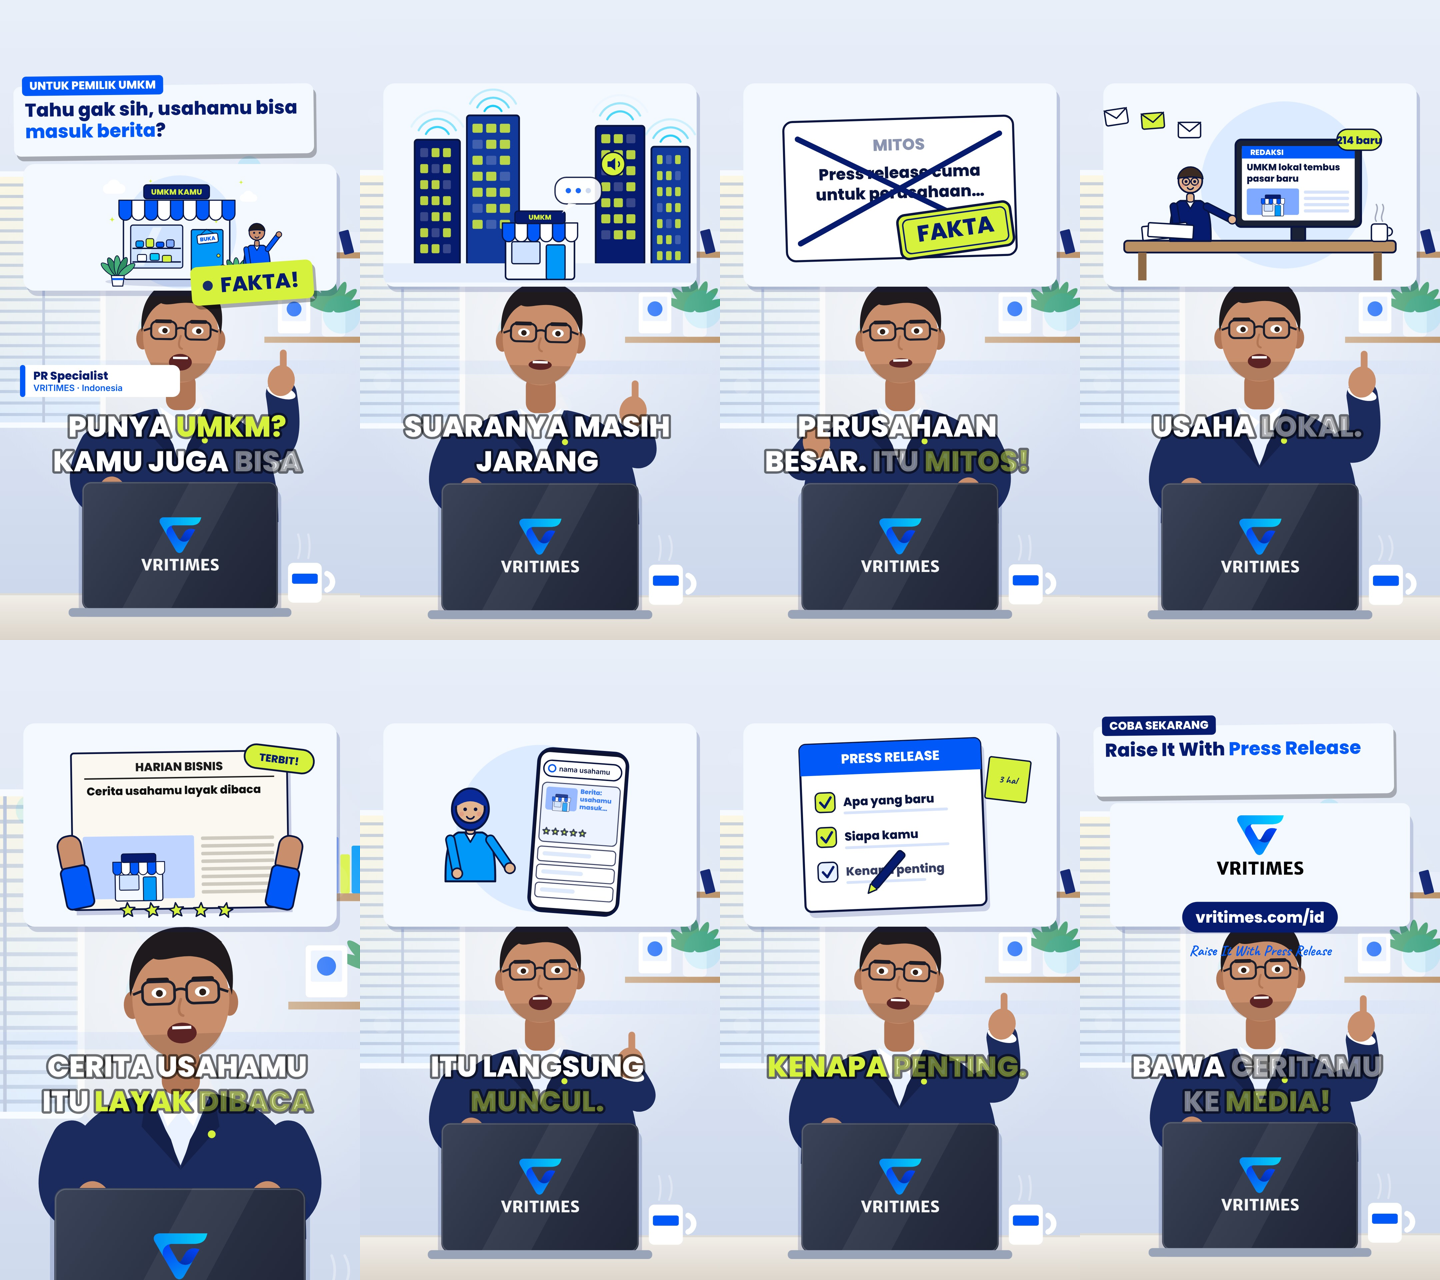 UNTUK PEMILIK UMKM
Tahu gak sih, usahamu bisa
masuk berita?
UMKM KAMU
BUKA
FAKTA!
PR Specialist
VRITIMES · Indonesia
PUNYA UMKM?
KAMU JUGA BISA
VRITIMES
UMKM
SUARANYA MASIH
JARANG
VRITIMES
MITOS
Press release cuma
untuk perusahaan...
FAKTA
PERUSAHAAN
BESAR. ITU MITOS!
VRITIMES
214 baru
REDAKSI
UMKM lokal tembus
pasar baru
USAHA LOKAL.
VRITIMES
TERBIT!
HARIAN BISNIS
Cerita usahamu layak dibaca
CERITA USAHAMU
ITU LAYAK DIBACA
nama usahamu
Berita:
usahamu
masuk...
ITU LANGSUNG
MUNCUL.
VRITIMES
PRESS RELEASE
3 hal
Apa yang baru
Siapa kamu
Kenapa penting
KENAPA PENTING.
VRITIMES
COBA SEKARANG
Raise It With Press Release
VRITIMES
vritimes.com/id
Raise It With Press Release
BAWA CERITAMU
KE MEDIA!
VRITIMES